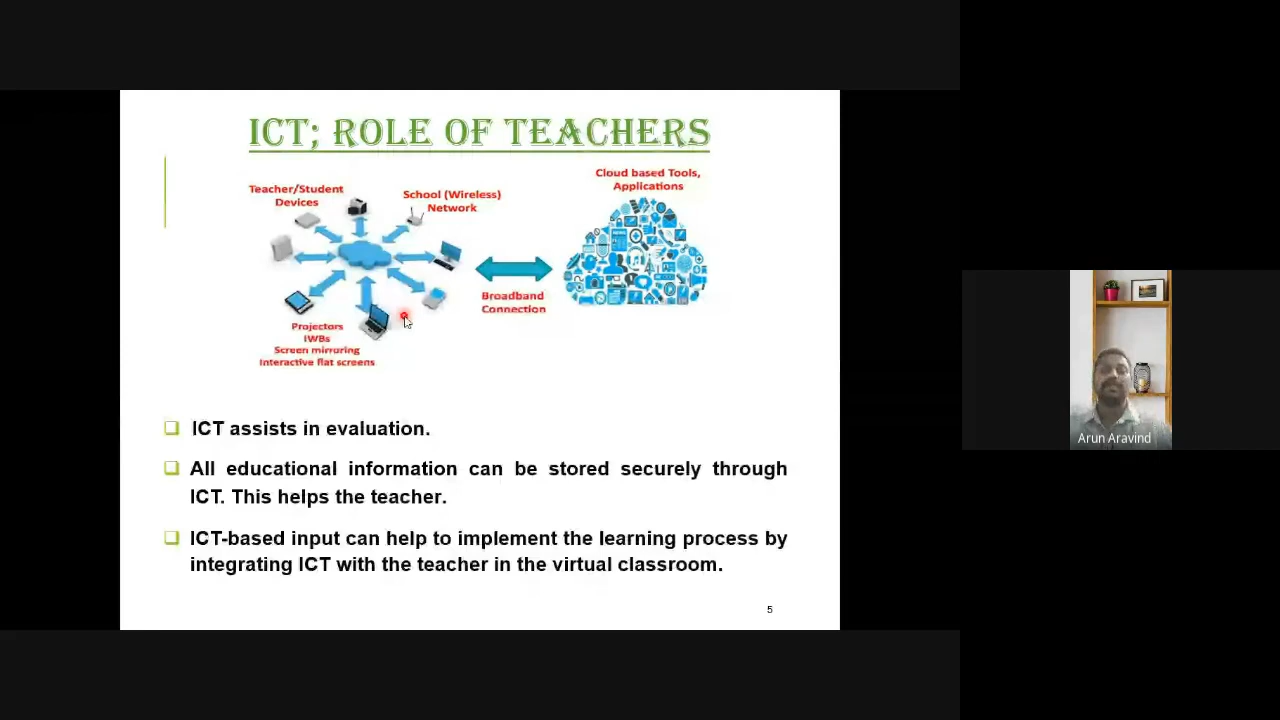 ICT; ROLE OF TEACHERS
Cloud based Tools,
Applications
Teacher/Student
Devices
School (Wireless)
Network
Broadband
Connection
Projectors
IWBs
Screen mirroring
Interactive flat screens
ICT assists in evaluation.
All educational information can be stored securely through
ICT. This helps the teacher.
ICT-based input can help to implement the learning process by
integrating ICT with the teacher in the virtual classroom.
5
Arun Aravind